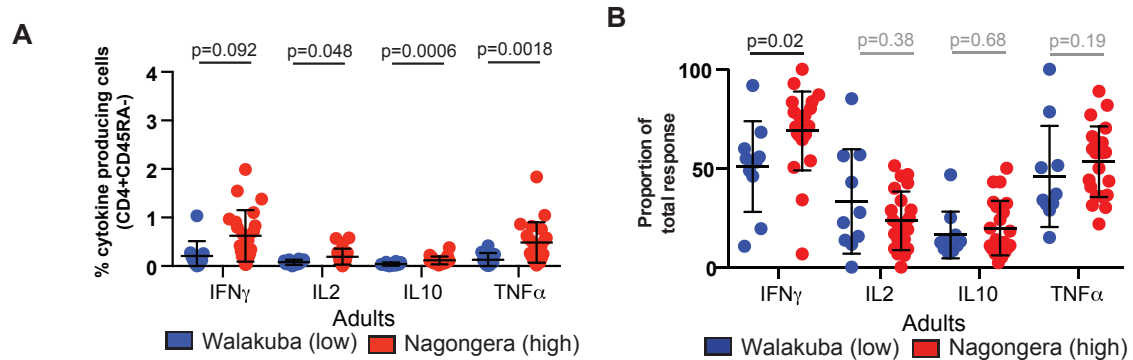 A
p=0.092 p=0.048 p=0.0006 p=0.0018
% cytokine producing cells
(CD4+CD45RA-)
4
3
2
1
0
IFNγ IL2 IL10 TNFα
Adults
Walakuba (low) Nagongera (high)
B
p=0.02 p=0.38 p=0.68 p=0.19
Proportion of
total response
100
50
0
IFNγ IL2 IL10 TNFα
Adults
Walakuba (low) Nagongera (high)